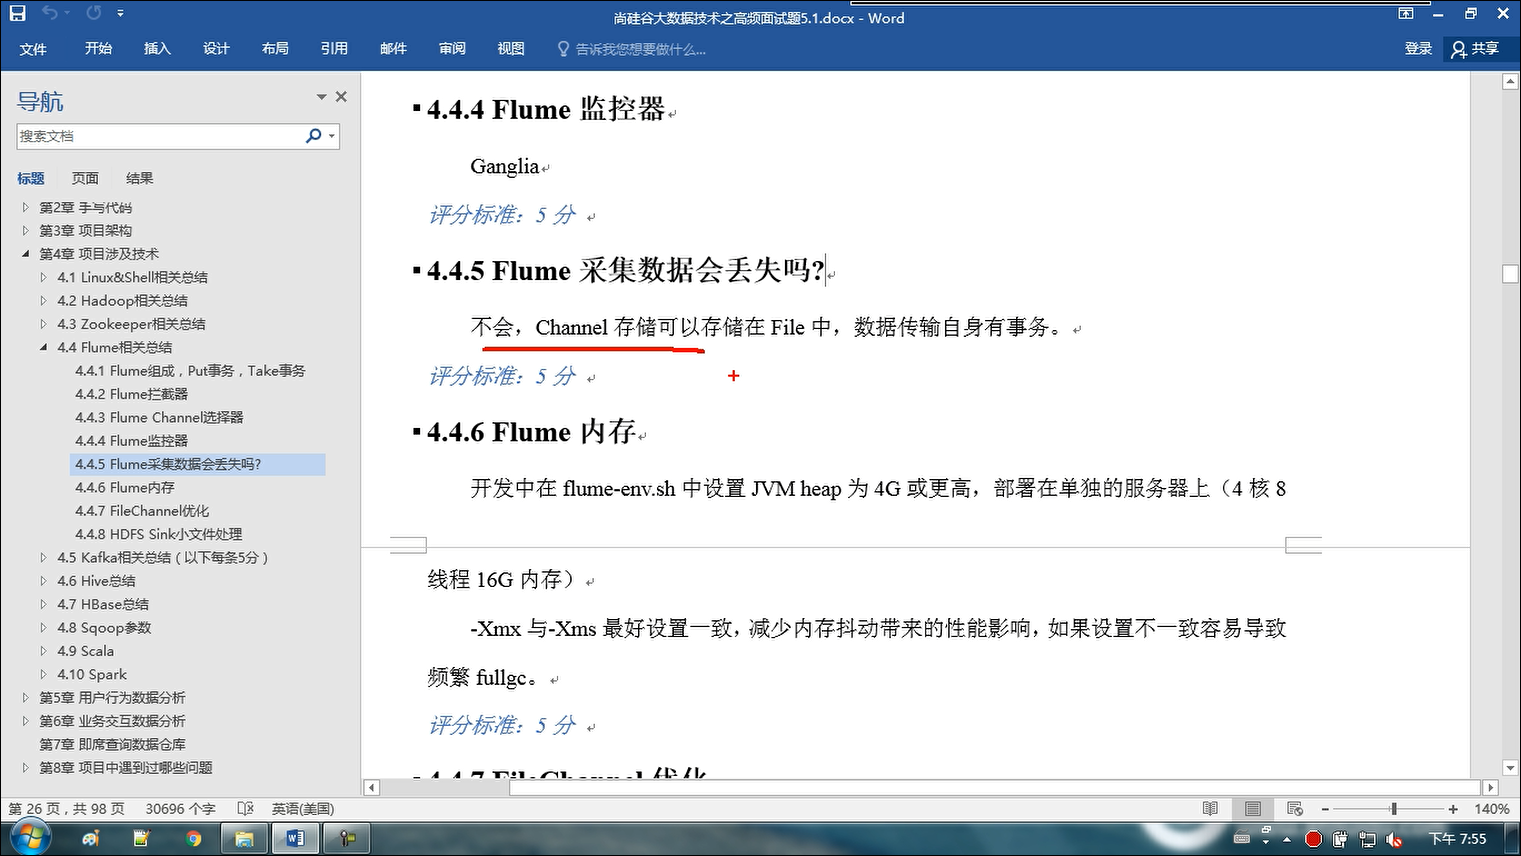 尚硅谷大数据技术之高频面试题5.1.docx - Word
文件 开始 插入 设计 布局 引用 邮件 审阅 视图 告诉我您想要做什么... 登录 共享
导航
搜索文档
标题 页面 结果
第2章 手写代码
第3章 项目架构
第4章 项目涉及技术
4.1 Linux&Shell相关总结
4.2 Hadoop相关总结
4.3 Zookeeper相关总结
4.4 Flume相关总结
4.4.1 Flume组成，Put事务，Take事务
4.4.2 Flume拦截器
4.4.3 Flume Channel选择器
4.4.4 Flume监控器
4.4.5 Flume采集数据会丢失吗?
4.4.6 Flume内存
4.4.7 FileChannel优化
4.4.8 HDFS Sink小文件处理
4.5 Kafka相关总结（以下每条5分）
4.6 Hive总结
4.7 HBase总结
4.8 Sqoop参数
4.9 Scala
4.10 Spark
第5章 用户行为数据分析
第6章 业务交互数据分析
第7章 即席查询数据仓库
第8章 项目中遇到过哪些问题
4.4.4 Flume 监控器
Ganglia
评分标准：5 分
4.4.5 Flume 采集数据会丢失吗?
不会，Channel 存储可以存储在 File 中，数据传输自身有事务。
评分标准：5 分
4.4.6 Flume 内存
开发中在 flume-env.sh 中设置 JVM heap 为 4G 或更高，部署在单独的服务器上（4 核 8
线程 16G 内存）
-Xmx 与-Xms 最好设置一致，减少内存抖动带来的性能影响，如果设置不一致容易导致
频繁 fullgc。
评分标准：5 分
4.4.7 FileChannel 优化
第 26 页，共 98 页 30696 个字 英语(美国) 140%
下午 7:55